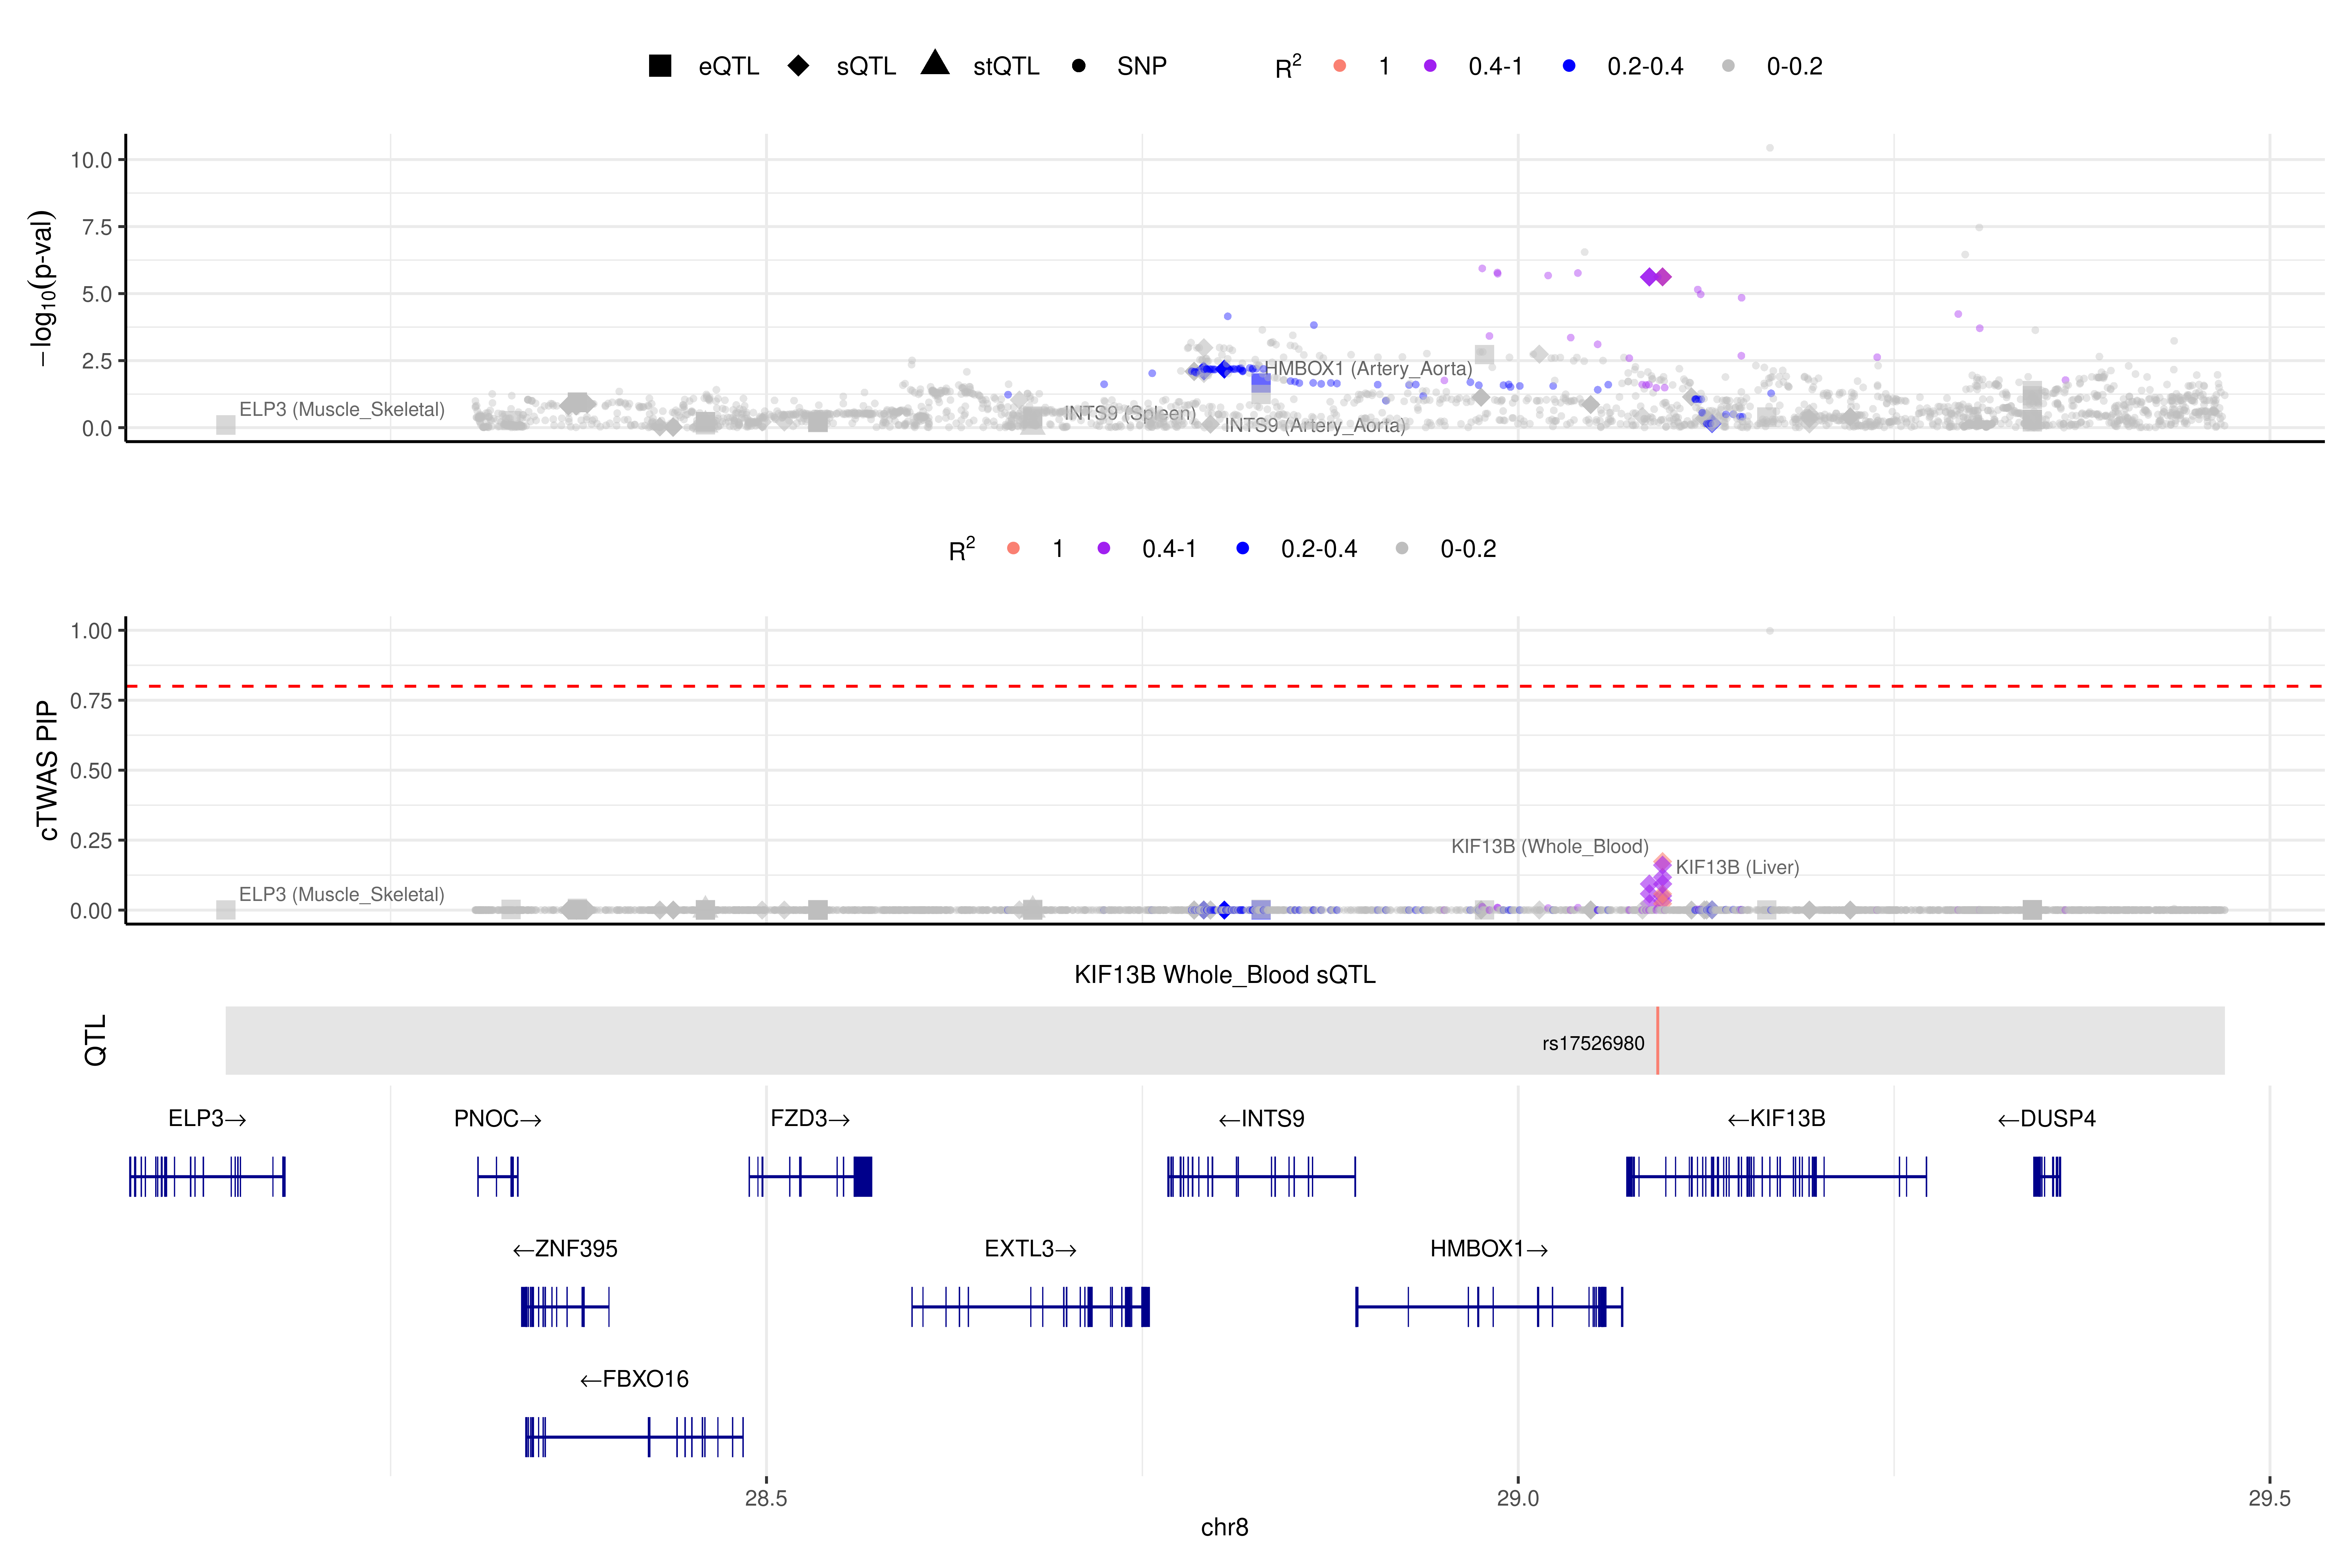 eQTL sQTL stQTL SNP R² 1 0.4-1 0.2-0.4 0-0.2
−log₁₀(p-val)
10.0
7.5
5.0
2.5
0.0
HMBOX1 (Artery_Aorta)
ELP3 (Muscle_Skeletal)
INTS9 (Spleen)
INTS9 (Artery_Aorta)
R² 1 0.4-1 0.2-0.4 0-0.2
cTWAS PIP
1.00
0.75
0.50
0.25
0.00
KIF13B (Whole_Blood)
KIF13B (Liver)
ELP3 (Muscle_Skeletal)
KIF13B Whole_Blood sQTL
QTL
rs17526980
ELP3→ PNOC→ FZD3→ ←INTS9 ←KIF13B ←DUSP4
←ZNF395 EXTL3→ HMBOX1→
←FBXO16
28.5 29.0 29.5
chr8